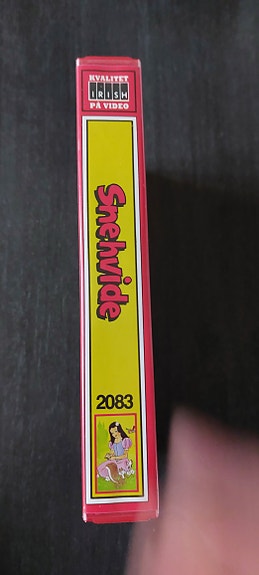 KVALITET
IRISH
PÅ VIDEO
Snehvide
2083